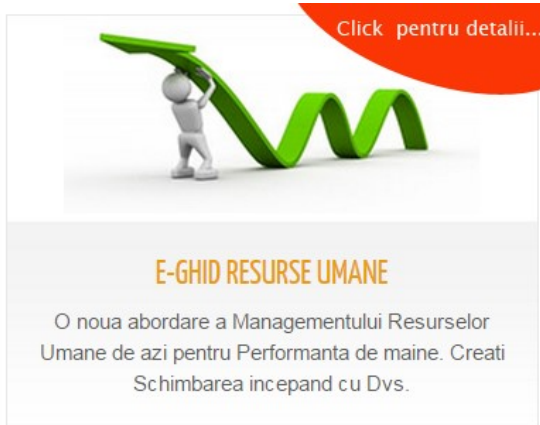 Click pentru detalii...
E-GHID RESURSE UMANE
O noua abordare a Managementului Resurselor
Umane de azi pentru Performanta de maine. Creati
Schimbarea incepand cu Dvs.